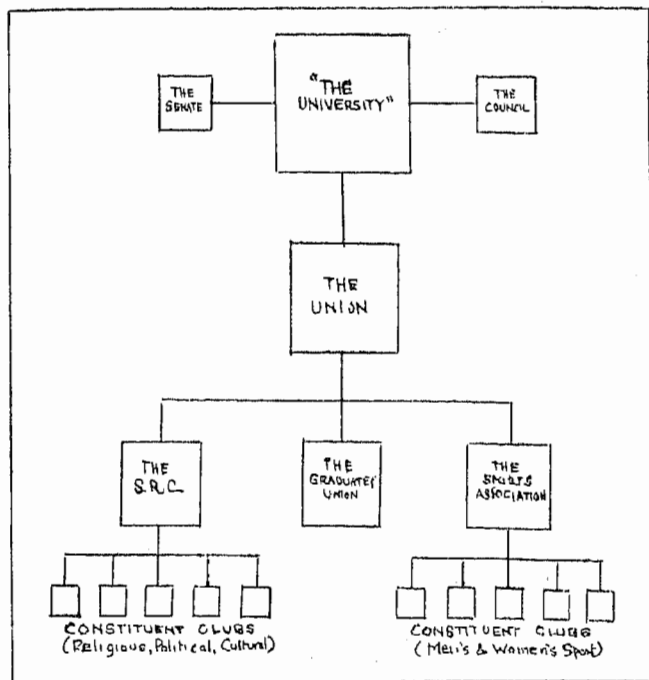 THE
SENATE
"THE
UNIVERSITY"
THE
COUNCIL
THE
UNION
THE
S.R.C
THE
GRADUATES'
UNION
THE
SPORTS
ASSOCIATION
CONSTITUENT CLUBS
(Religious, Political, Cultural)
CONSTITUENT CLUBS
(Men's & Women's Sport)